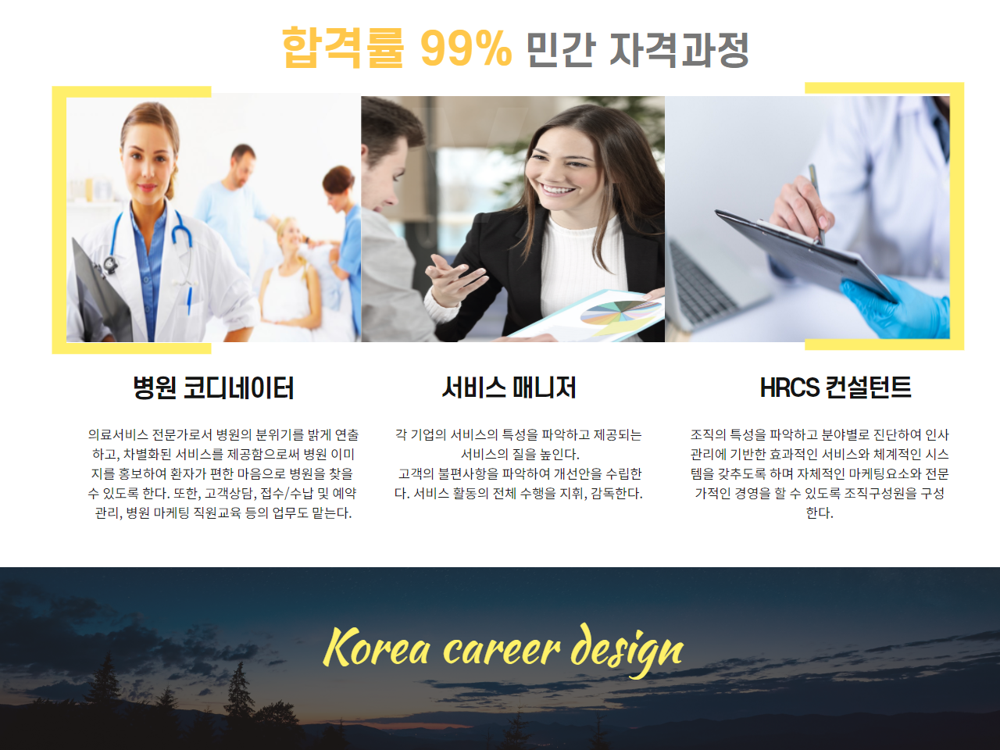 합격률 99% 민간 자격과정
병원 코디네이터
의료서비스 전문가로서 병원의 분위기를 밝게 연출
하고, 차별화된 서비스를 제공함으로써 병원 이미
지를 홍보하여 환자가 편한 마음으로 병원을 찾을
수 있도록 한다. 또한, 고객상담, 접수/수납 및 예약
관리, 병원 마케팅 직원교육 등의 업무도 맡는다.
서비스 매니저
각 기업의 서비스의 특성을 파악하고 제공되는
서비스의 질을 높인다.
고객의 불편사항을 파악하여 개선안을 수립한
다. 서비스 활동의 전체 수행을 지휘, 감독한다.
HRCS 컨설턴트
조직의 특성을 파악하고 분야별로 진단하여 인사
관리에 기반한 효과적인 서비스와 체계적인 시스
템을 갖추도록 하며 자체적인 마케팅요소와 전문
가적인 경영을 할 수 있도록 조직구성원을 구성
한다.
Korea career design